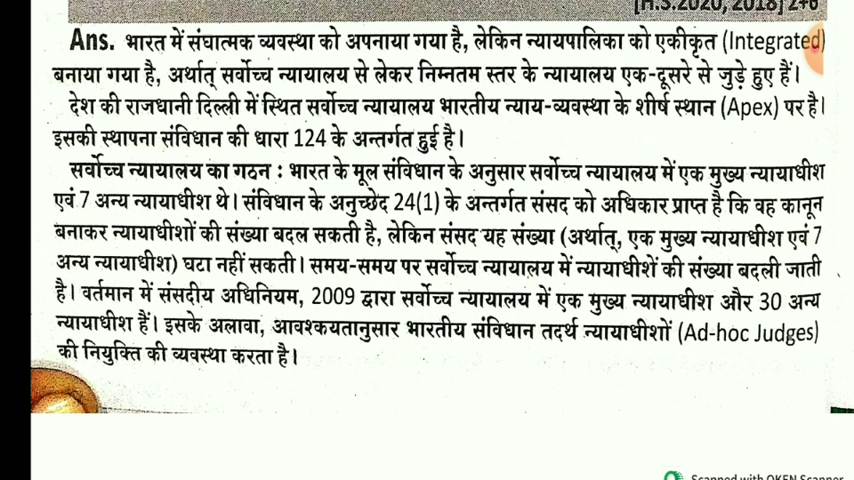 [H.S.2020, 2018] 2+6
Ans. भारत में संघात्मक व्यवस्था को अपनाया गया है, लेकिन न्यायपालिका को एकीकृत (Integrated)
बनाया गया है, अर्थात् सर्वोच्च न्यायालय से लेकर निम्नतम स्तर के न्यायालय एक-दूसरे से जुड़े हुए हैं।
देश की राजधानी दिल्ली में स्थित सर्वोच्च न्यायालय भारतीय न्याय-व्यवस्था के शीर्ष स्थान (Apex) पर है।
इसकी स्थापना संविधान की धारा 124 के अन्तर्गत हुई है।
सर्वोच्च न्यायालय का गठन : भारत के मूल संविधान के अनुसार सर्वोच्च न्यायालय में एक मुख्य न्यायाधीश
एवं 7 अन्य न्यायाधीश थे। संविधान के अनुच्छेद 24(1) के अन्तर्गत संसद को अधिकार प्राप्त है कि वह कानून
बनाकर न्यायाधीशों की संख्या बदल सकती है, लेकिन संसद यह संख्या (अर्थात्, एक मुख्य न्यायाधीश एवं 7
अन्य न्यायाधीश) घटा नहीं सकती। समय-समय पर सर्वोच्च न्यायालय में न्यायाधीशें की संख्या बदली जाती
है। वर्तमान में संसदीय अधिनियम, 2009 द्वारा सर्वोच्च न्यायालय में एक मुख्य न्यायाधीश और 30 अन्य
न्यायाधीश हैं। इसके अलावा, आवश्कयतानुसार भारतीय संविधान तदर्थ न्यायाधीशों (Ad-hoc Judges)
की नियुक्ति की व्यवस्था करता है।
Scanned with OKEN Scanner